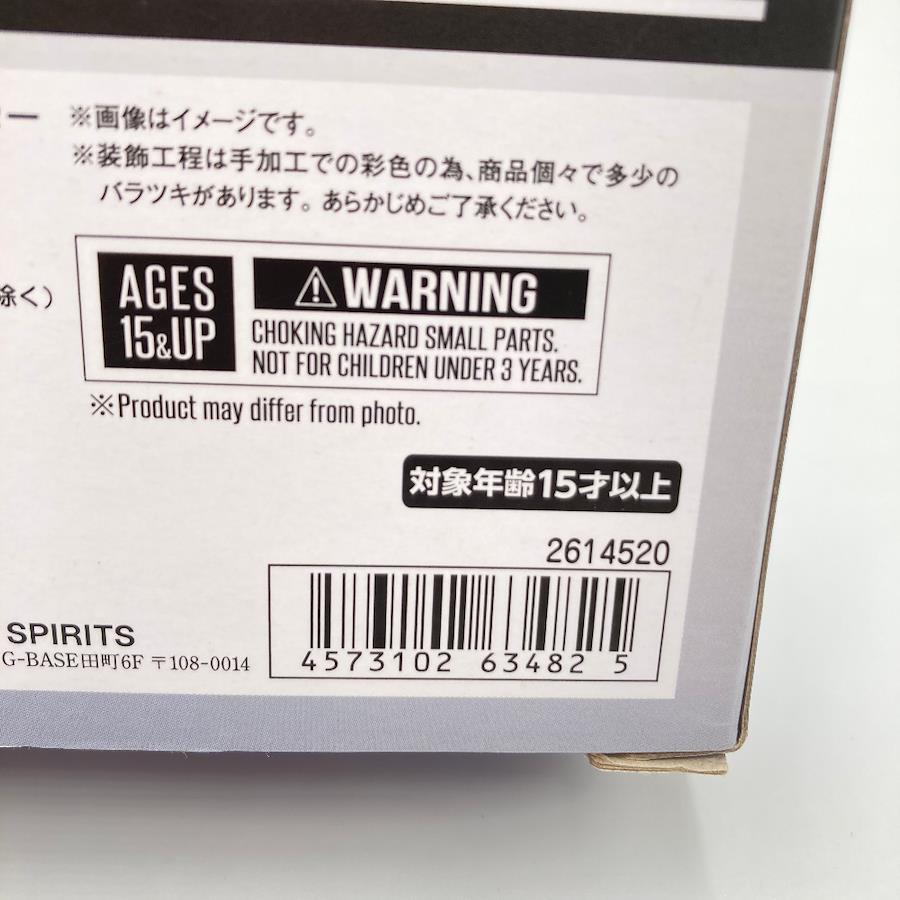 ー
※画像はイメージです。
※装飾工程は手加工での彩色の為、商品個々で多少の
バラツキがあります。あらかじめご了承ください。
除く）
AGES
15&UP
⚠WARNING
CHOKING HAZARD SMALL PARTS.
NOT FOR CHILDREN UNDER 3 YEARS.
※Product may differ from photo.
対象年齢15才以上
2614520
4573102 63482 5
SPIRITS
G-BASE田町6F 〒108-0014